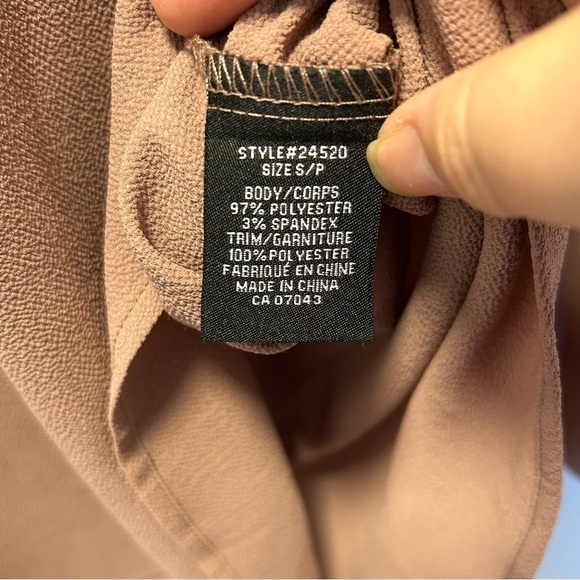 STYLE#24520
SIZE S/P
BODY/CORPS
97% POLYESTER
3% SPANDEX
TRIM/GARNITURE
100%POLYESTER
FABRIQUÉ EN CHINE
MADE IN CHINA
CA 07043